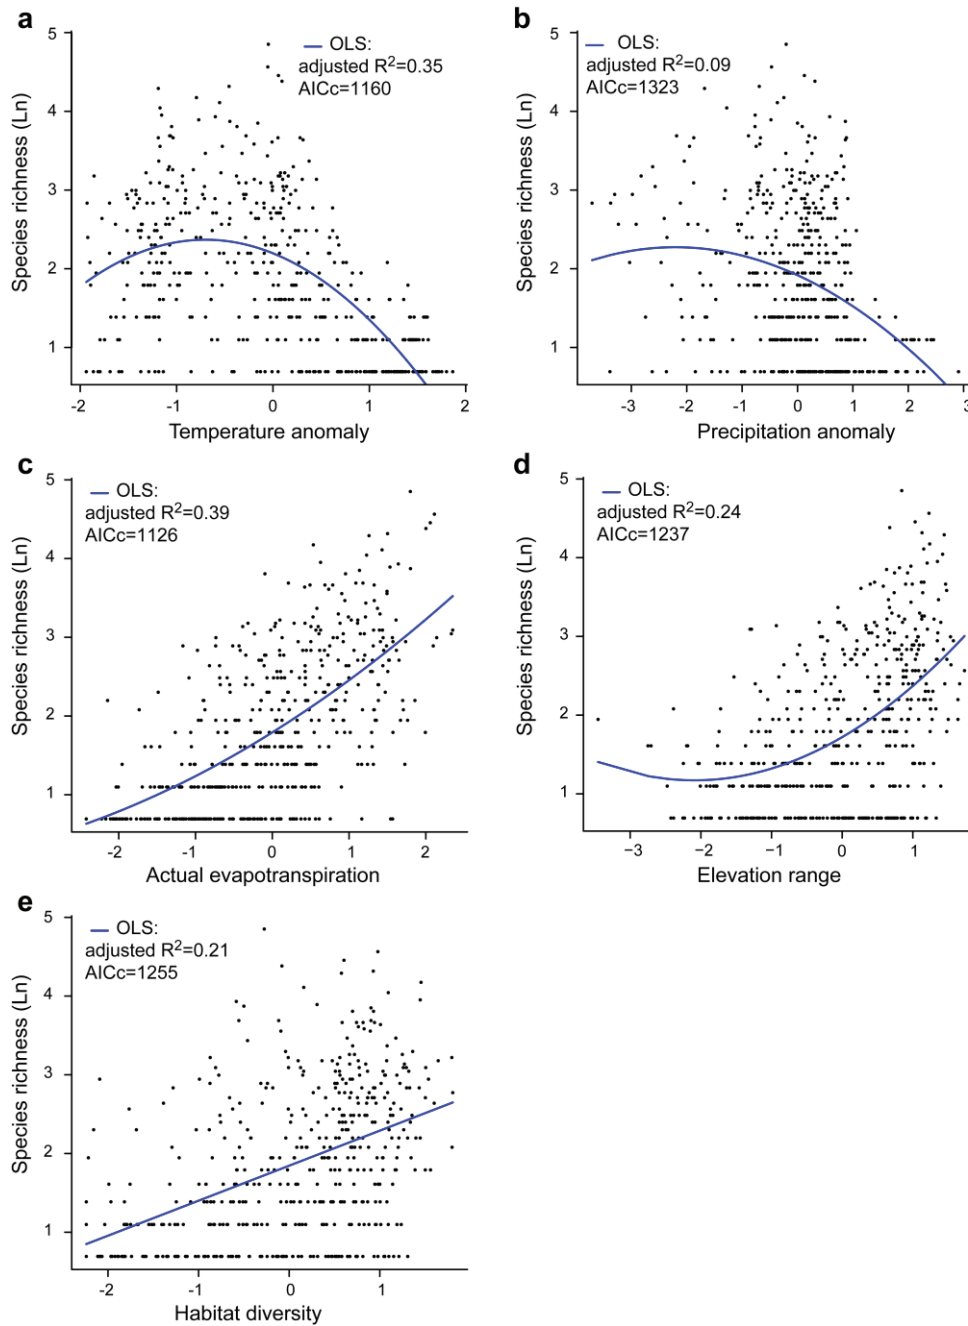 a
OLS:
adjusted R²=0.35
AICc=1160
Species richness (Ln)
5
4
3
2
1
-2
-1
0
1
2
Temperature anomaly
b
OLS:
adjusted R²=0.09
AICc=1323
Species richness (Ln)
5
4
3
2
1
-3
-2
-1
0
1
2
3
Precipitation anomaly
c
OLS:
adjusted R²=0.39
AICc=1126
Species richness (Ln)
5
4
3
2
1
-2
-1
0
1
2
Actual evapotranspiration
d
OLS:
adjusted R²=0.24
AICc=1237
Species richness (Ln)
5
4
3
2
1
−3
−2
−1
0
1
Elevation range
e
OLS:
adjusted R²=0.21
AICc=1255
Species richness (Ln)
5
4
3
2
1
-2
-1
0
1
Habitat diversity